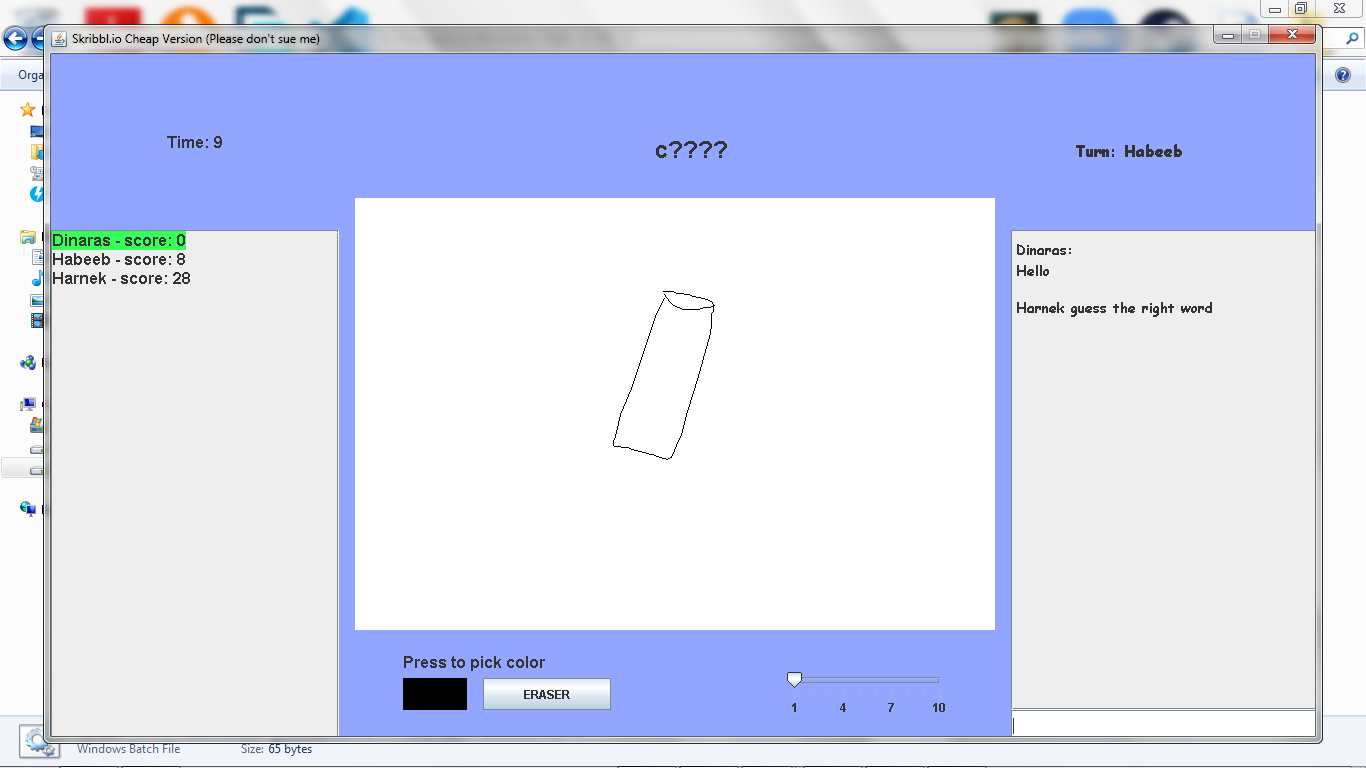 Skribbl.io Cheap Version (Please don't sue me)
Orga
Time: 9
c????
Turn: Habeeb
Dinaras - score: 0
Habeeb - score: 8
Harnek - score: 28
Dinaras:
Hello
Harnek guess the right word
Press to pick color
ERASER
1 4 7 10
Windows Batch File Size: 65 bytes